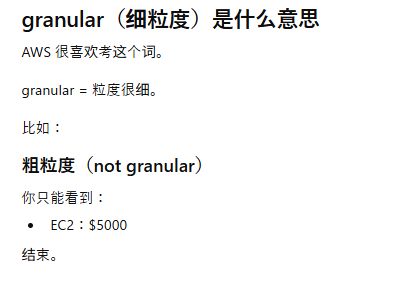 granular（细粒度）是什么意思
AWS 很喜欢考这个词。
granular = 粒度很细。
比如：
粗粒度（not granular）
你只能看到：
• EC2：$5000
结束。